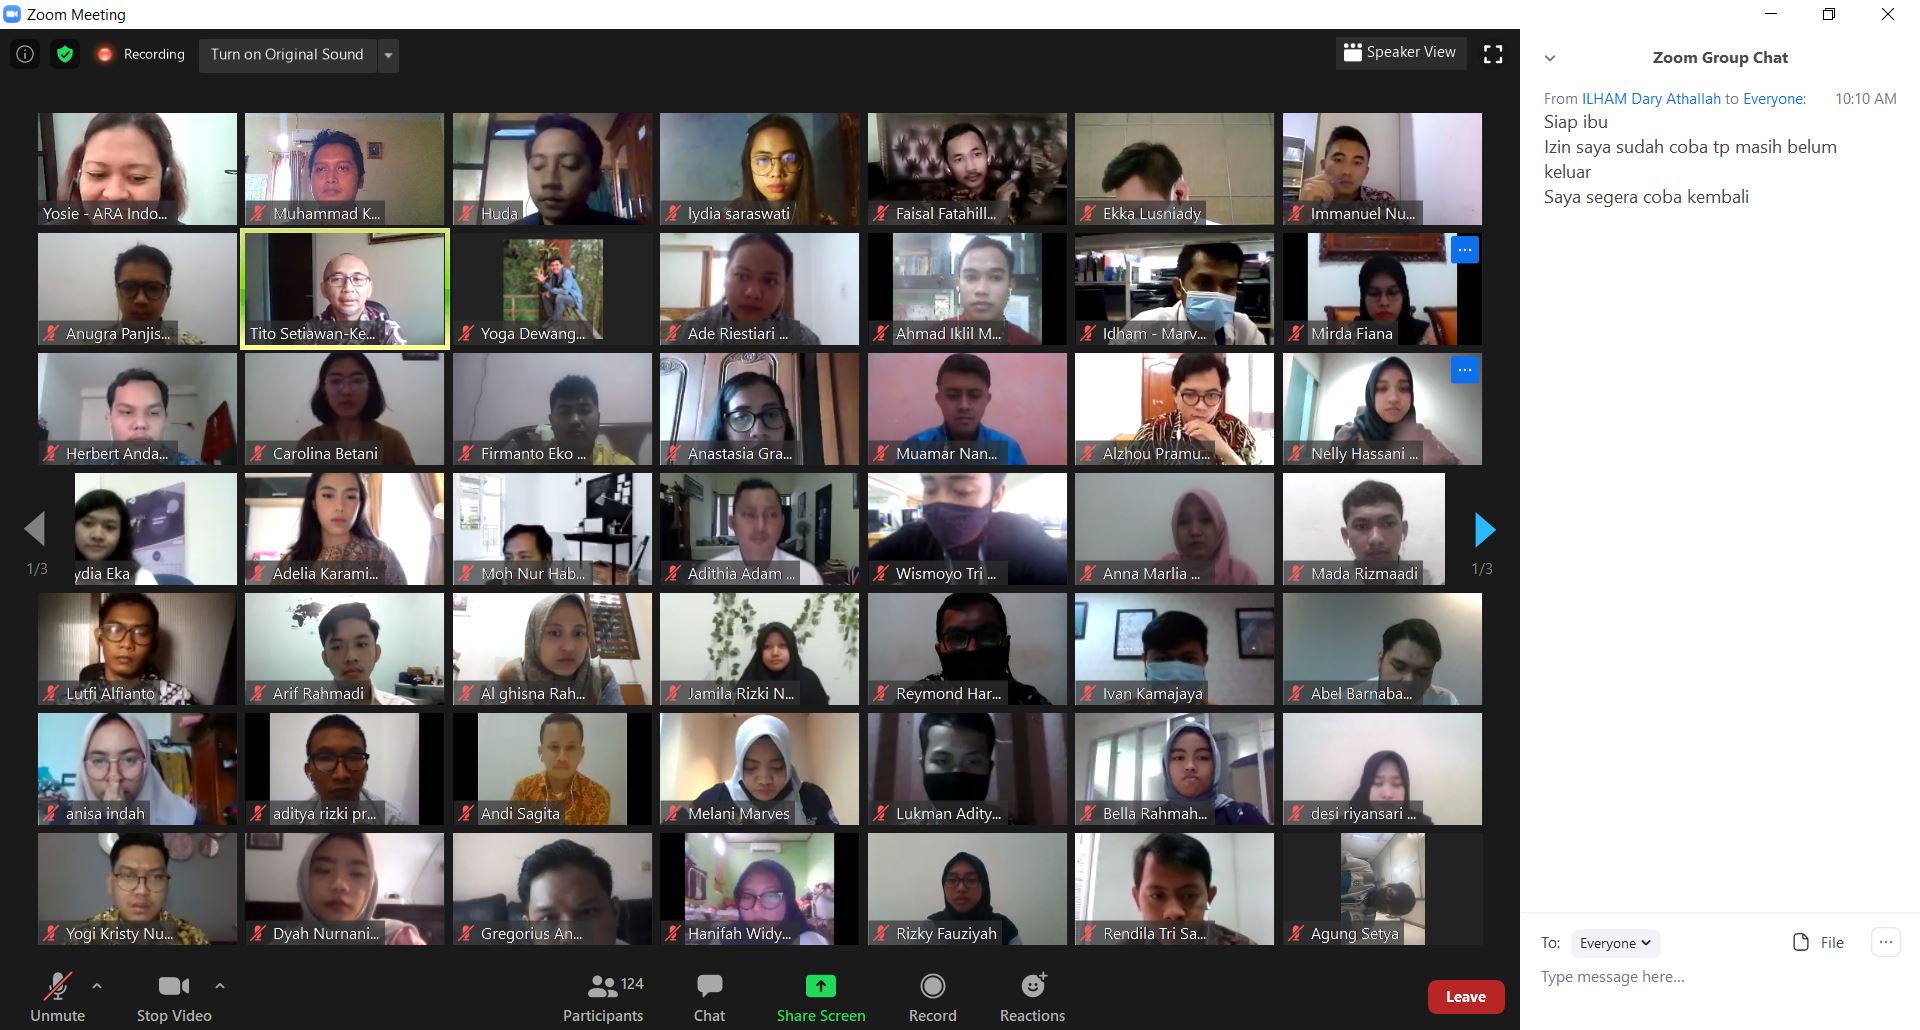 Zoom Meeting
Recording
Turn on Original Sound
Speaker View
Yosie - ARA Indo...
Muhammad K...
Huda
lydia saraswati
Faisal Fatahill...
Ekka Lusniady
Immanuel Nu...
Anugra Panjis...
Tito Setiawan-Ke...
Yoga Dewang...
Ade Riestiari ...
Ahmad Iklil M...
Idham - Marv...
Mirda Fiana
Herbert Anda...
Carolina Betani
Firmanto Eko ...
Anastasia Gra...
Muamar Nan...
Alzhou Pramu...
Nelly Hassani ...
ydia Eka
Adelia Karami...
Moh Nur Hab...
Adithia Adam ...
Wismoyo Tri ...
Anna Marlia ...
Mada Rizmaadi
1/3
1/3
Lutfi Alfianto
Arif Rahmadi
Al ghisna Rah...
Jamila Rizki N...
Reymond Har...
Ivan Kamajaya
Abel Barnaba...
anisa indah
aditya rizki pr...
Andi Sagita
Melani Marves
Lukman Adity...
Bella Rahmah...
desi riyansari ...
Yogi Kristy Nu...
Dyah Nurnani...
Gregorius An...
Hanifah Widy...
Rizky Fauziyah
Rendila Tri Sa...
Agung Setya
Unmute
Stop Video
124
Participants
Chat
Share Screen
Record
Reactions
Leave
Zoom Group Chat
From ILHAM Dary Athallah to Everyone: 10:10 AM
Siap ibu
Izin saya sudah coba tp masih belum
keluar
Saya segera coba kembali
To: Everyone
File
Type message here...